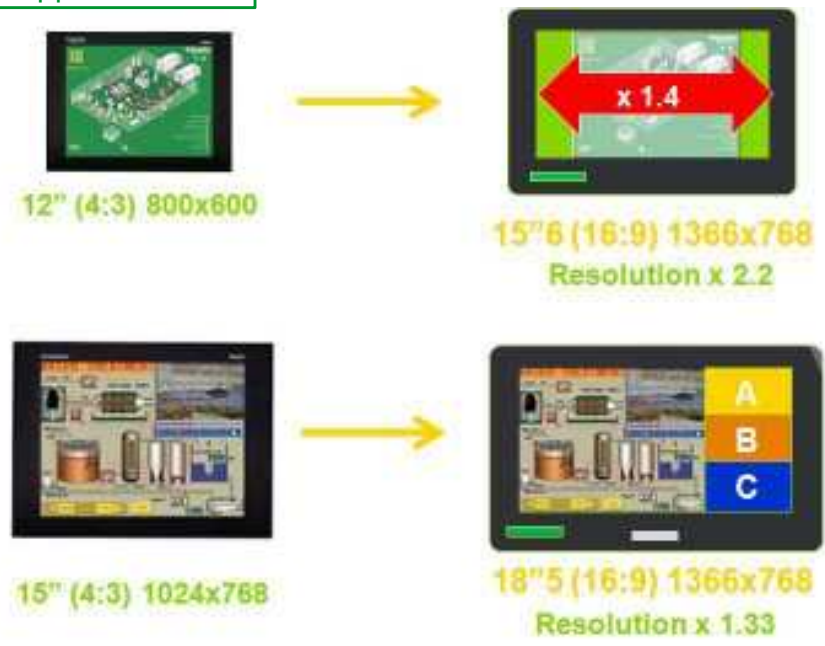 x 1.4
12" (4:3) 800x600
15"6 (16:9) 1366x768
Resolution x 2.2
A
B
C
15" (4:3) 1024x768
18"5 (16:9) 1366x768
Resolution x 1.33